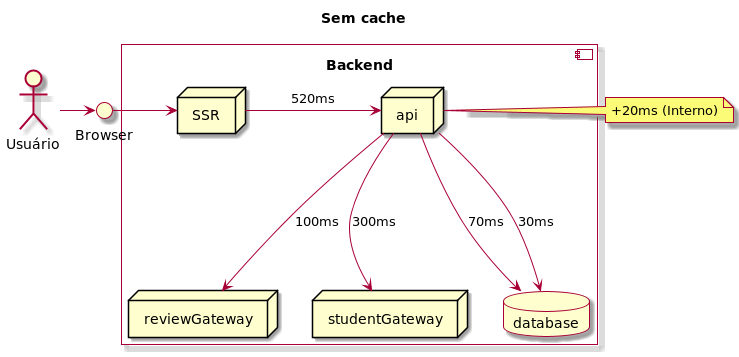 Sem cache
Backend
Usuário
Browser
SSR
520ms
api
+20ms (Interno)
100ms
300ms
70ms
30ms
reviewGateway
studentGateway
database